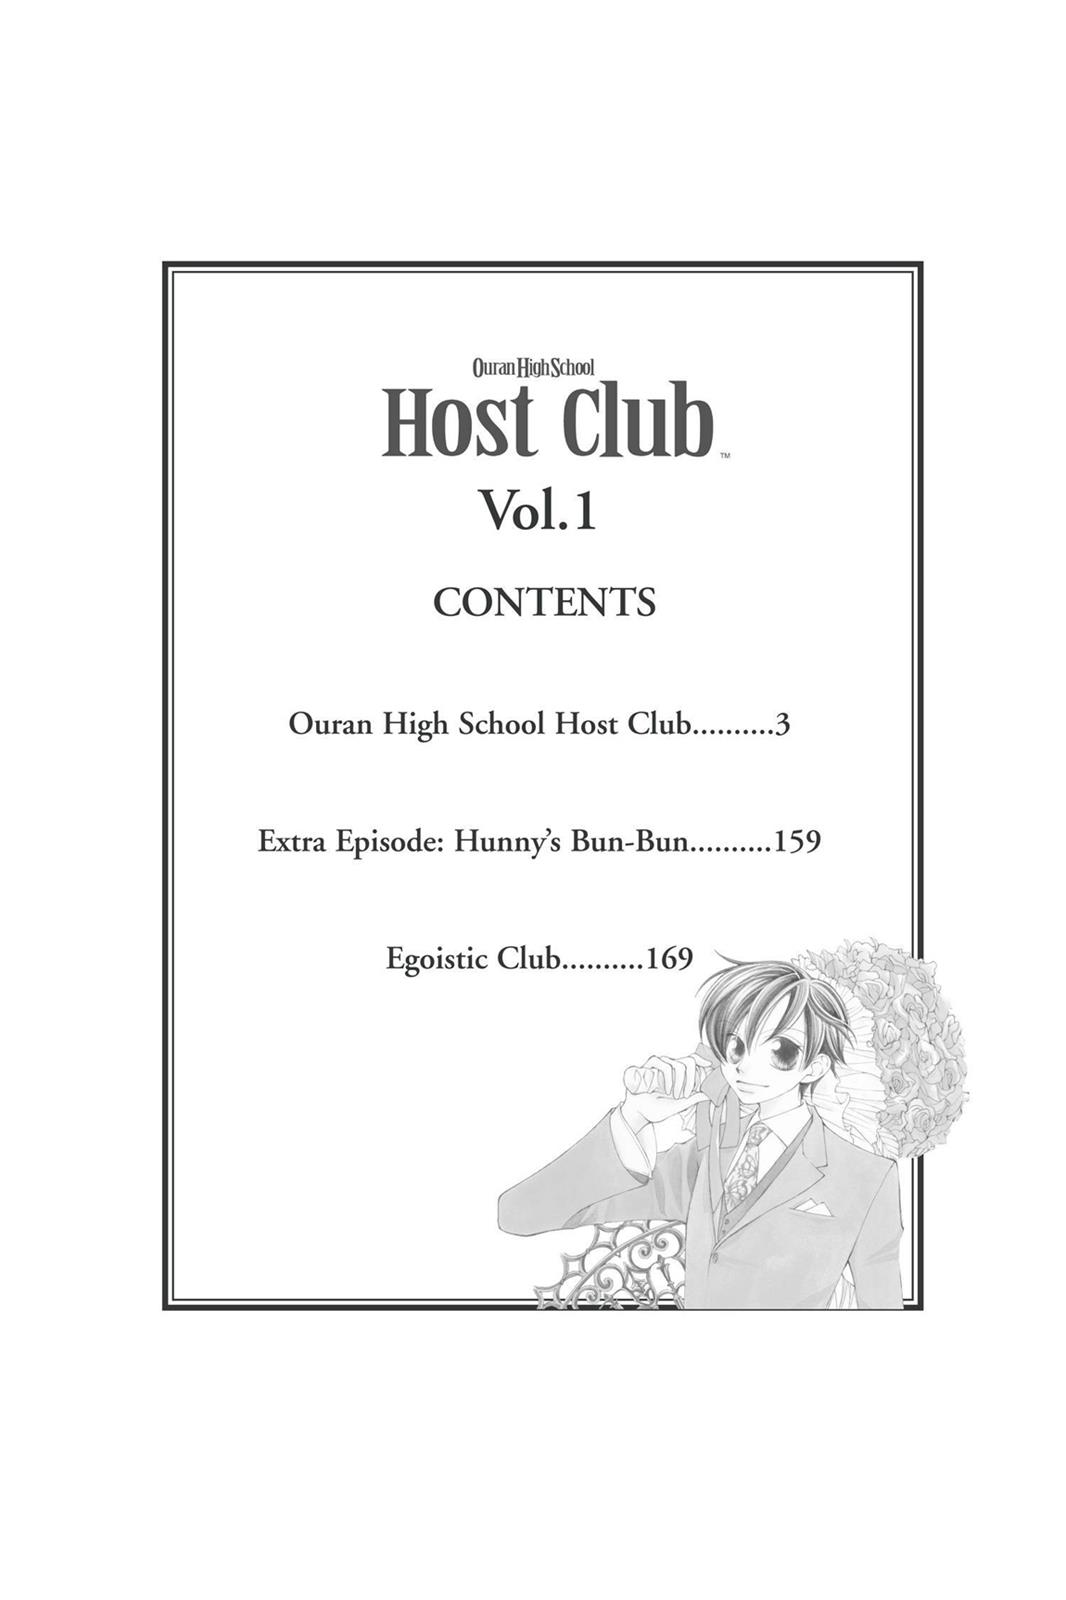 Ouran High School
Host Club™
Vol.1
CONTENTS
Ouran High School Host Club..........3
Extra Episode: Hunny's Bun-Bun..........159
Egoistic Club..........169